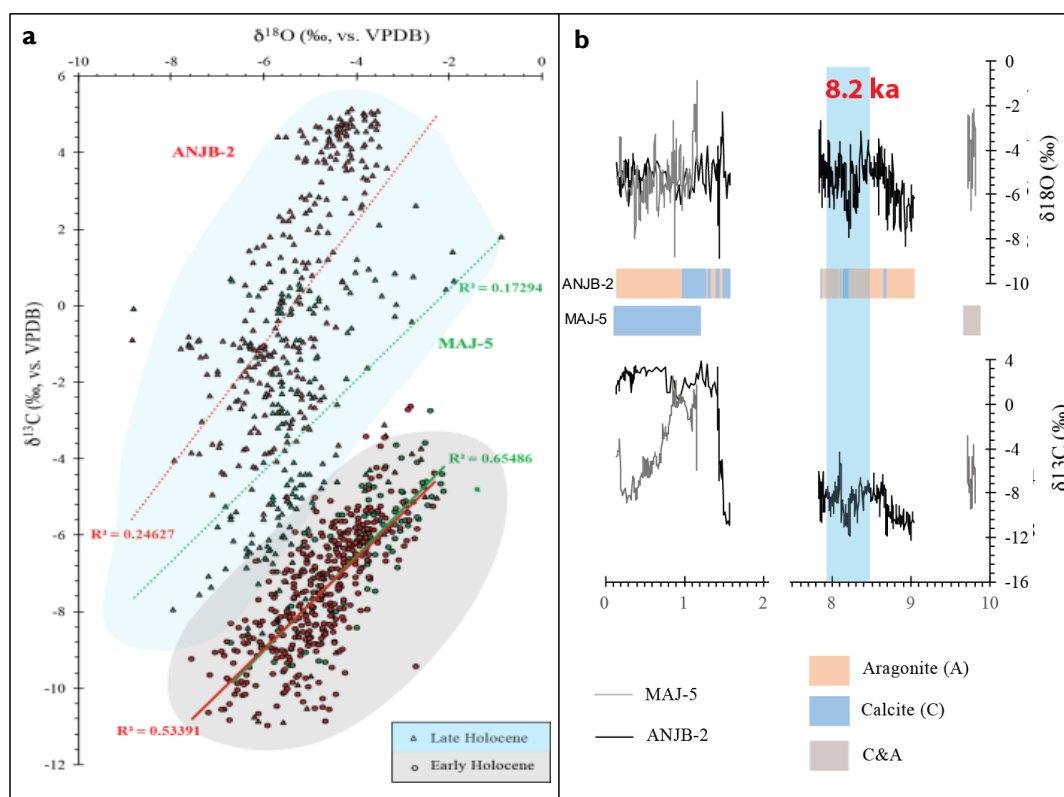 a
δ¹⁸O (‰, vs. VPDB)
-10 -8 -6 -4 -2 0
6
4
2
0
-2
-4
-6
-8
-10
-12
δ¹³C (‰, vs. VPDB)
ANJB-2
R² = 0.17294
MAJ-5
R² = 0.65486
R² = 0.24627
R² = 0.53391
Late Holocene
Early Holocene
b
8.2 ka
0
-2
-4
-6
-8
-10
δ18O (‰)
ANJB-2
MAJ-5
4
0
-4
-8
-12
-16
δ13C (‰)
0 1 2 8 9 10
MAJ-5
ANJB-2
Aragonite (A)
Calcite (C)
C&A